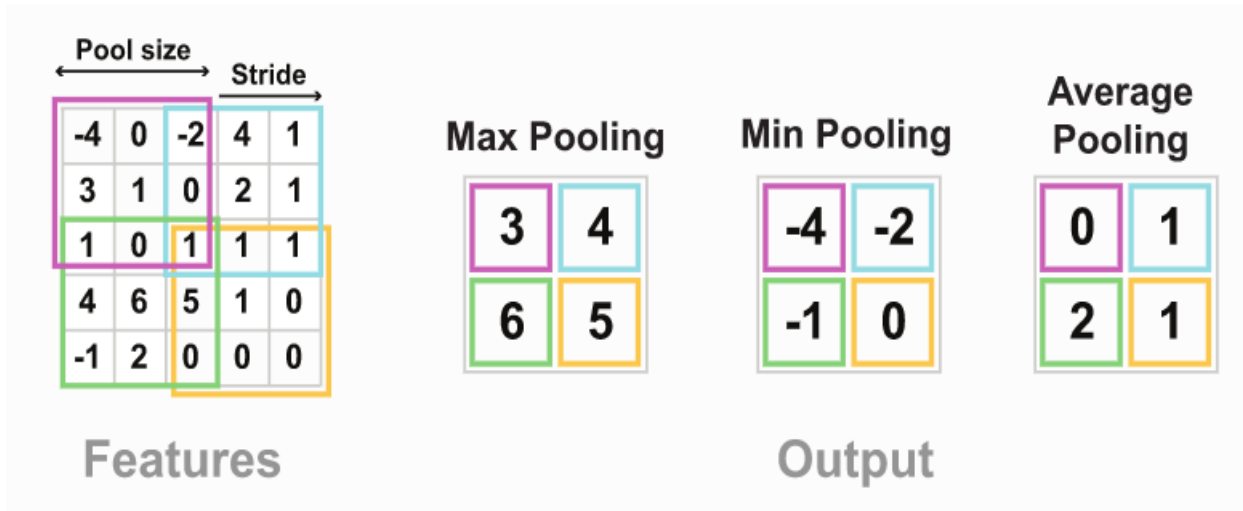 Pool size
Stride
-4 0 -2 4 1
3 1 0 2 1
1 0 1 1 1
4 6 5 1 0
-1 2 0 0 0
Features
Max Pooling
3 4
6 5
Min Pooling
-4 -2
-1 0
Average
Pooling
0 1
2 1
Output